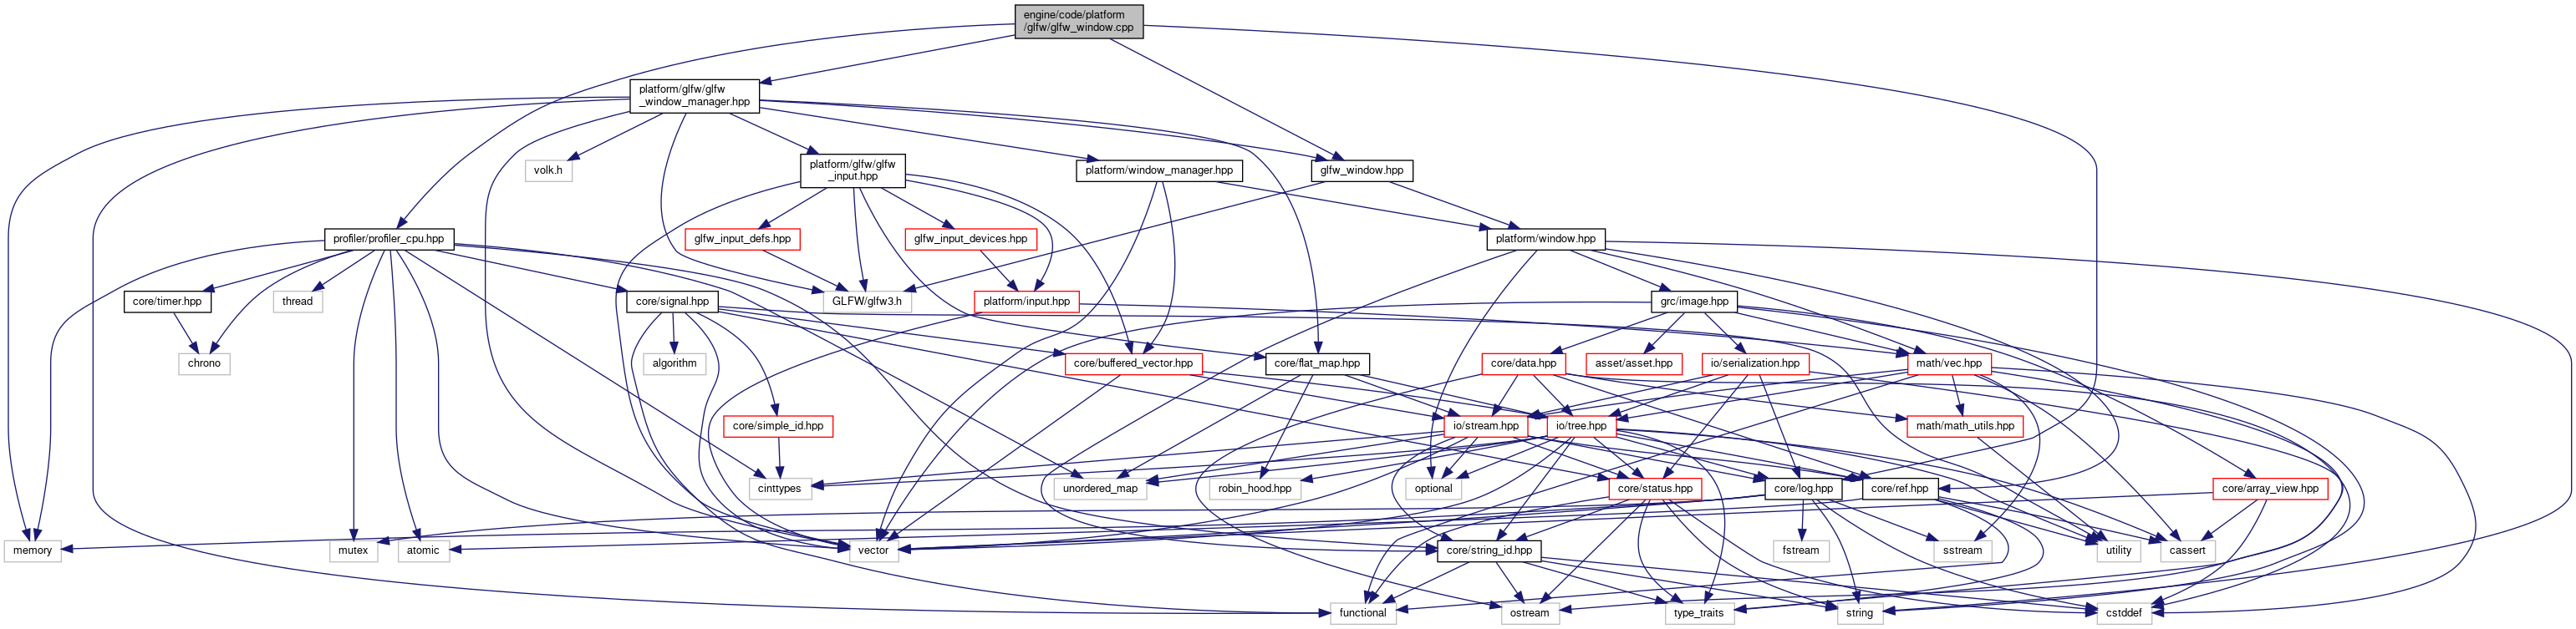 engine/code/platform
/glfw/glfw_window.cpp
platform/glfw/glfw
_window_manager.hpp
volk.h
platform/glfw/glfw
_input.hpp
platform/window_manager.hpp
glfw_window.hpp
profiler/profiler_cpu.hpp
glfw_input_defs.hpp
glfw_input_devices.hpp
platform/window.hpp
core/timer.hpp
thread
core/signal.hpp
GLFW/glfw3.h
platform/input.hpp
grc/image.hpp
chrono
algorithm
core/buffered_vector.hpp
core/flat_map.hpp
core/data.hpp
asset/asset.hpp
io/serialization.hpp
math/vec.hpp
core/simple_id.hpp
io/stream.hpp
io/tree.hpp
math/math_utils.hpp
cinttypes
unordered_map
robin_hood.hpp
optional
core/status.hpp
core/log.hpp
core/ref.hpp
core/array_view.hpp
memory
mutex
atomic
vector
core/string_id.hpp
fstream
sstream
utility
cassert
functional
ostream
type_traits
string
cstddef